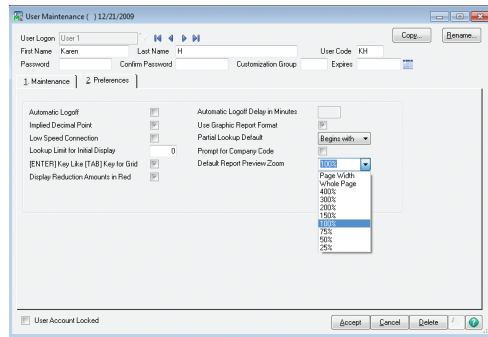 User Maintenance ( ) 12/21/2009
User Logon User 1 Copy... Rename...
First Name Karen Last Name H User Code KH
Password Confirm Password Customization Group Expires
1. Maintenance 2. Preferences
Automatic Logoff Automatic Logoff Delay in Minutes
Implied Decimal Point Use Graphic Report Format
Low Speed Connection Partial Lookup Default Begins with
Lookup Limit for Initial Display 0 Prompt for Company Code
[ENTER] Key Like [TAB] Key for Grid Default Report Preview Zoom 100%
Display Reduction Amounts in Red
Page Width
Whole Page
400%
300%
200%
150%
100%
75%
50%
25%
User Account Locked Accept Cancel Delete